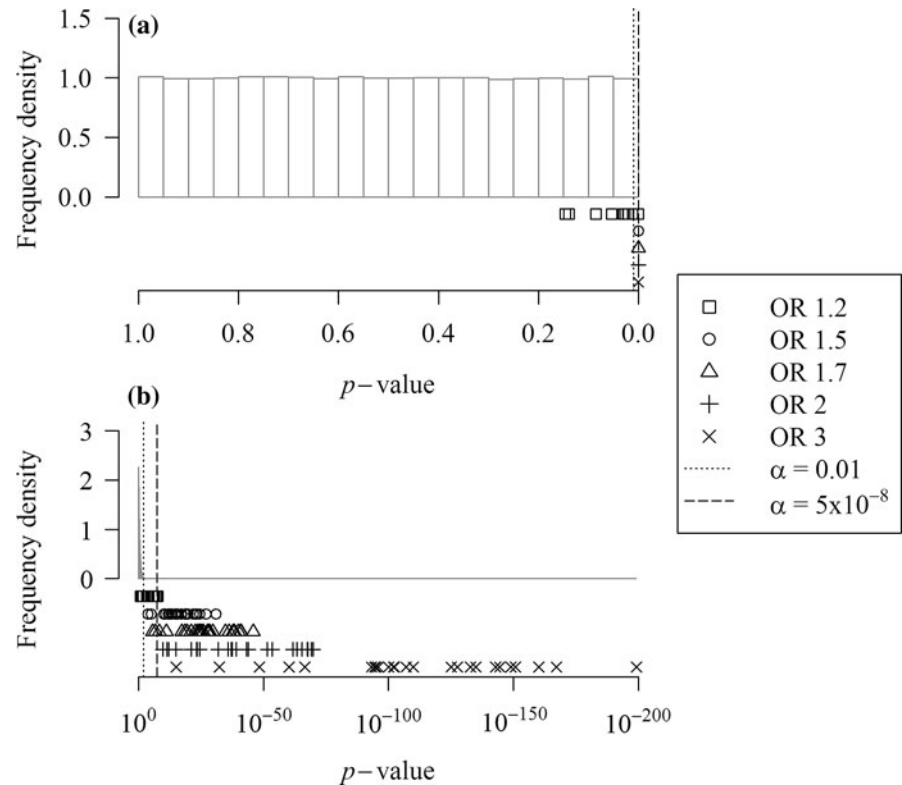 (a)
1.5
1.0
0.5
0.0
Frequency density
1.0 0.8 0.6 0.4 0.2 0.0
p−value
(b)
3
2
1
0
Frequency density
10⁰ 10⁻⁵⁰ 10⁻¹⁰⁰ 10⁻¹⁵⁰ 10⁻²⁰⁰
p−value
OR 1.2
OR 1.5
OR 1.7
OR 2
OR 3
α = 0.01
α = 5x10⁻⁸